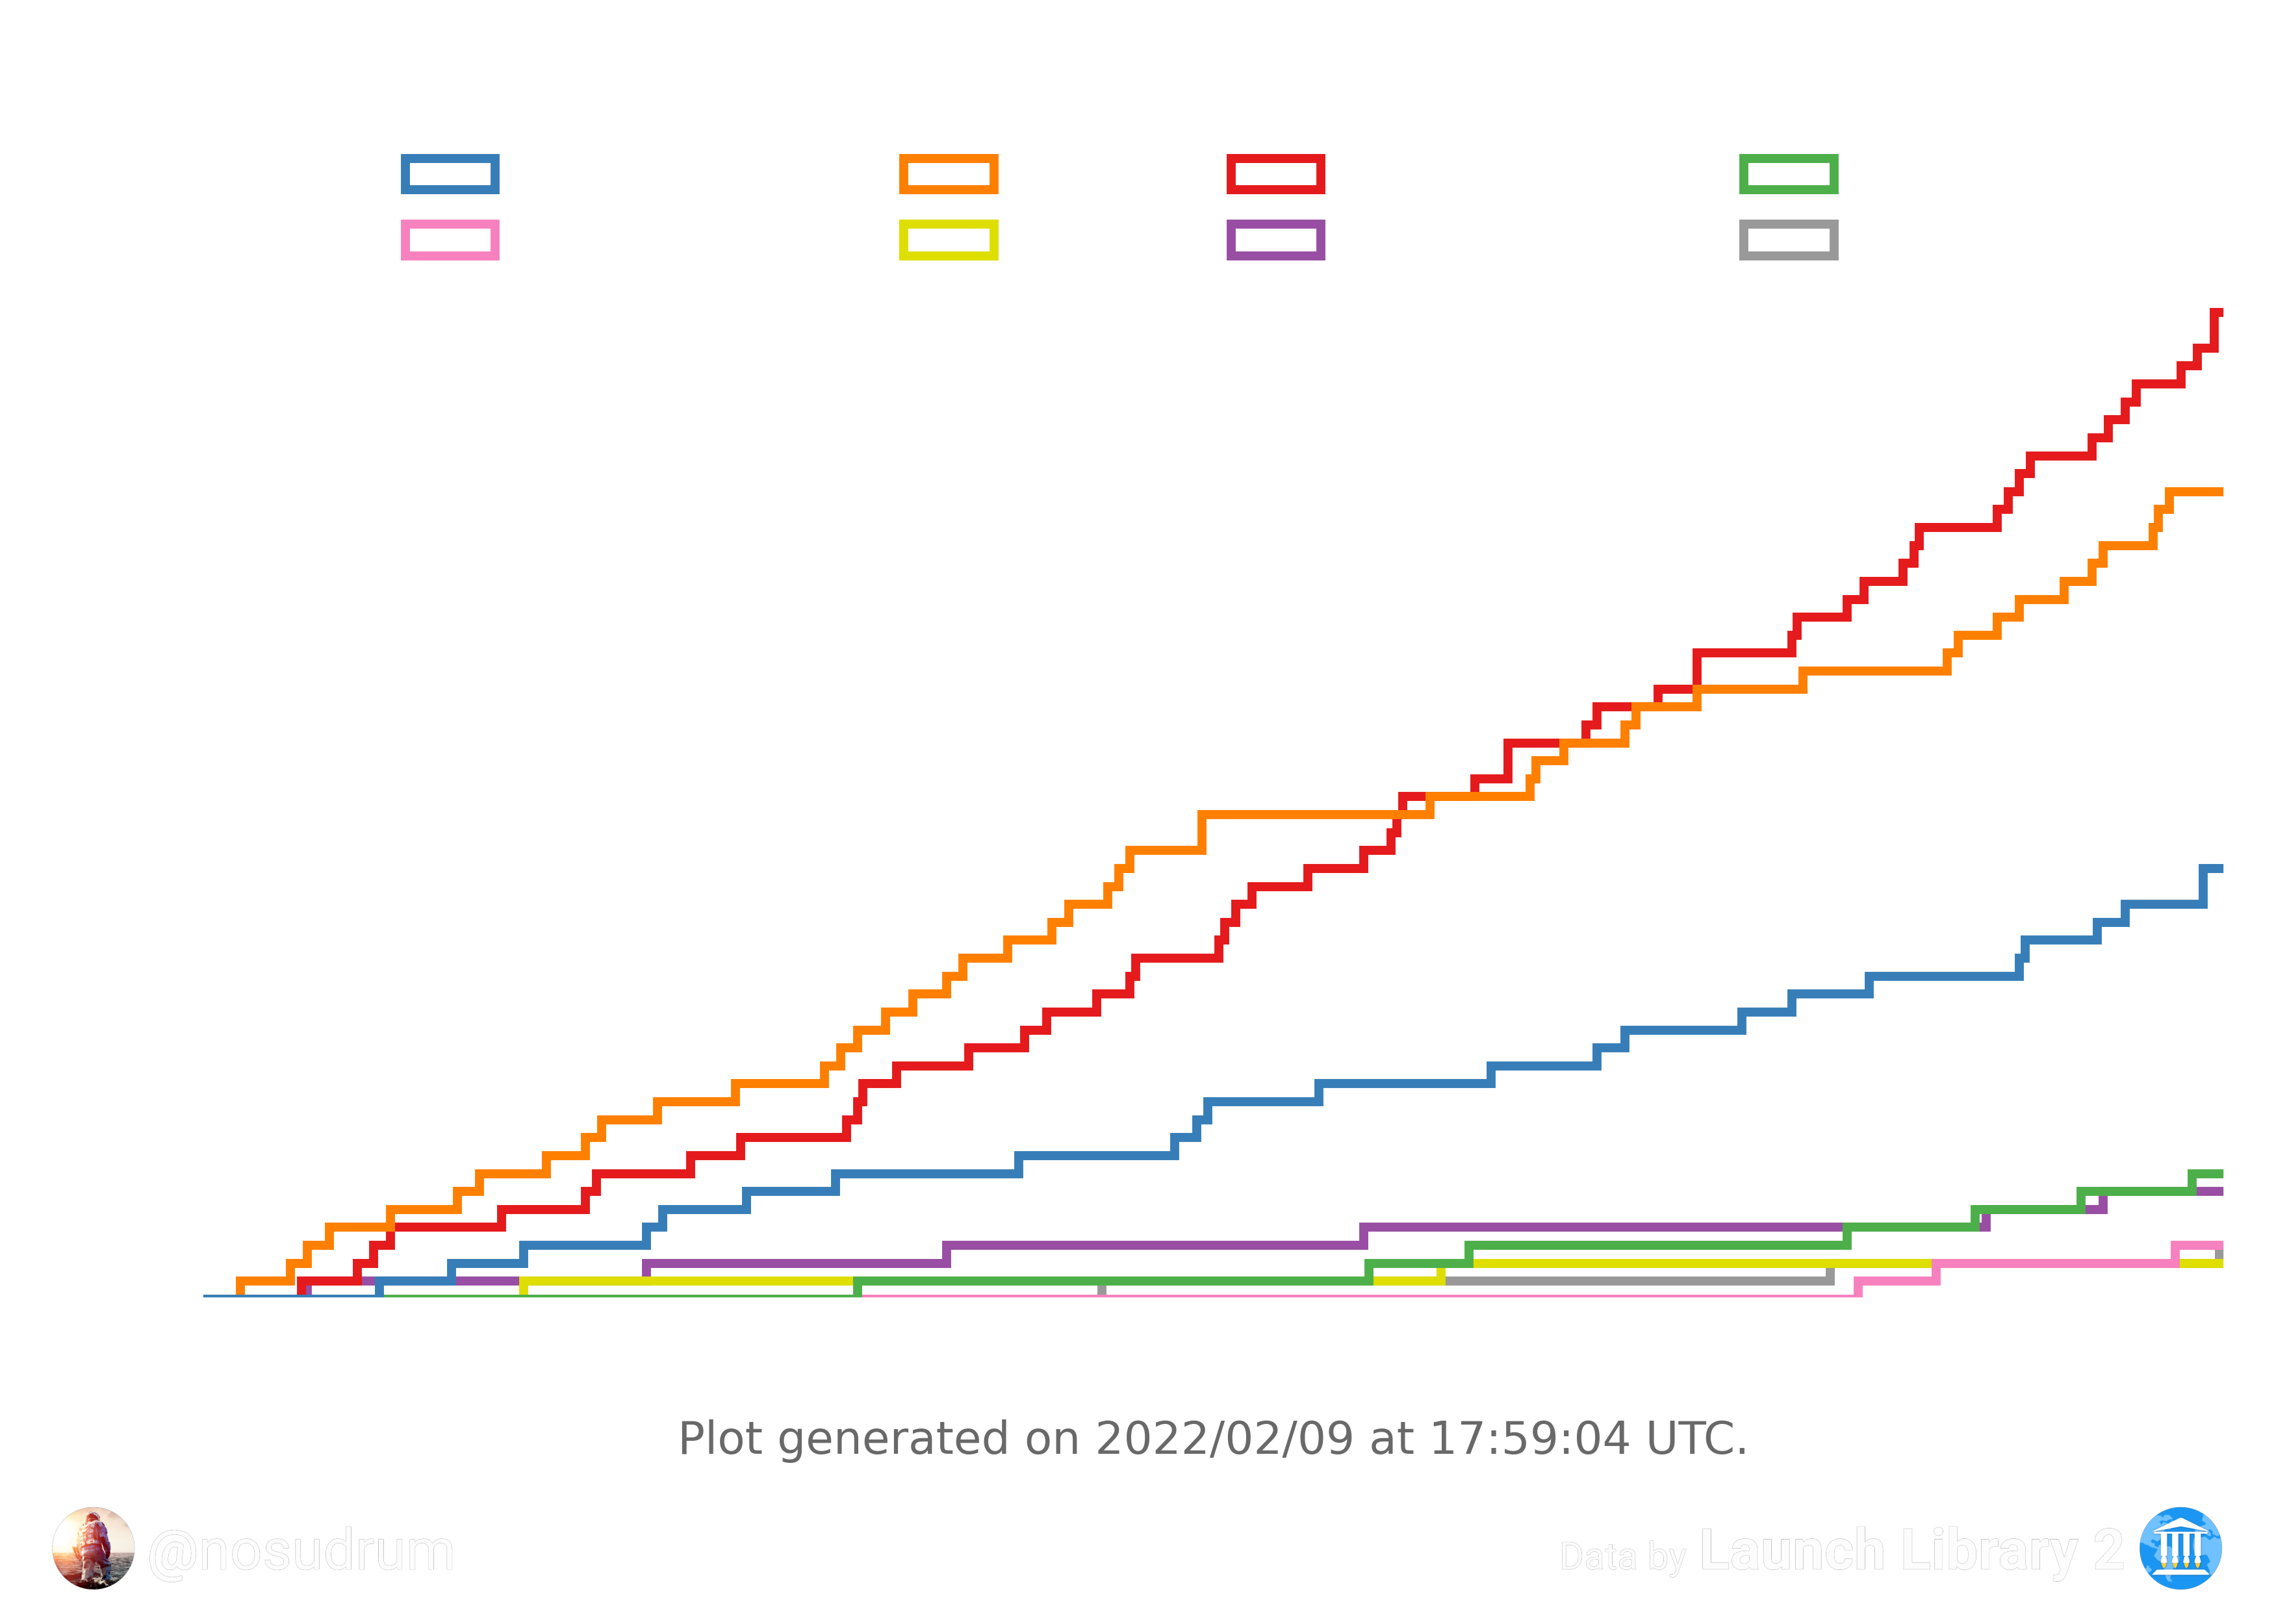 Plot generated on 2022/02/09 at 17:59:04 UTC.
@nosudrum
Data by Launch Library 2